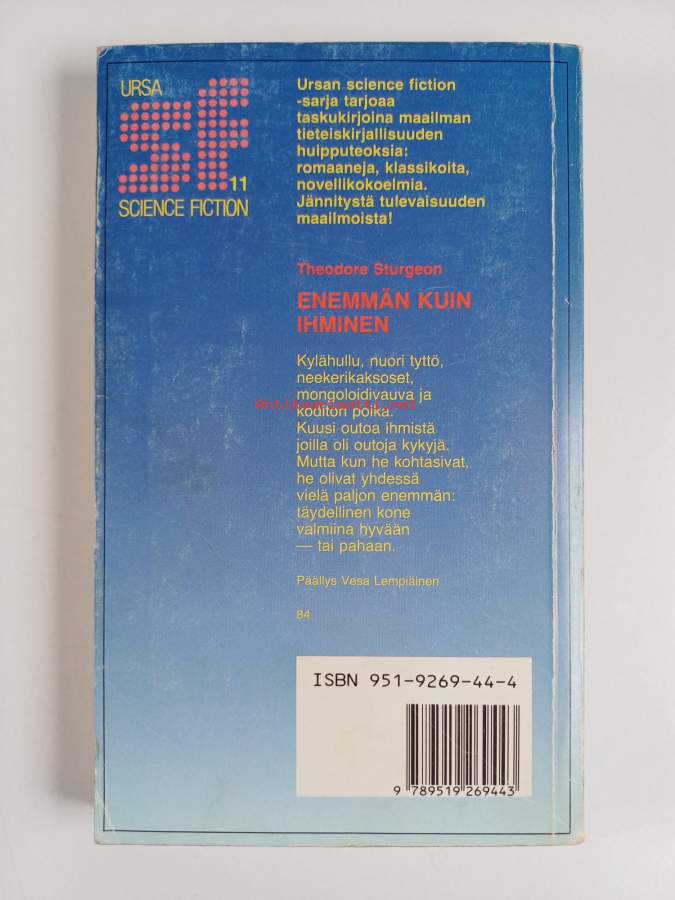 URSA
SF
11
SCIENCE FICTION
Ursan science fiction
-sarja tarjoaa
taskukirjoina maailman
tieteiskirjallisuuden
huipputeoksia:
romaaneja, klassikoita,
novellikokoelmia.
Jännitystä tulevaisuuden
maailmoista!
Theodore Sturgeon
ENEMMÄN KUIN
IHMINEN
Kylähullu, nuori tyttö,
neekerikaksoset,
mongoloidivauva ja
Antikvariaatti.net
koditon poika.
Kuusi outoa ihmistä
joilla oli outoja kykyjä.
Mutta kun he kohtasivat,
he olivat yhdessä
vielä paljon enemmän:
täydellinen kone
valmiina hyvään
— tai pahaan.
Päällys Vesa Lempiäinen
84
ISBN 951-9269-44-4
9 789519 269443